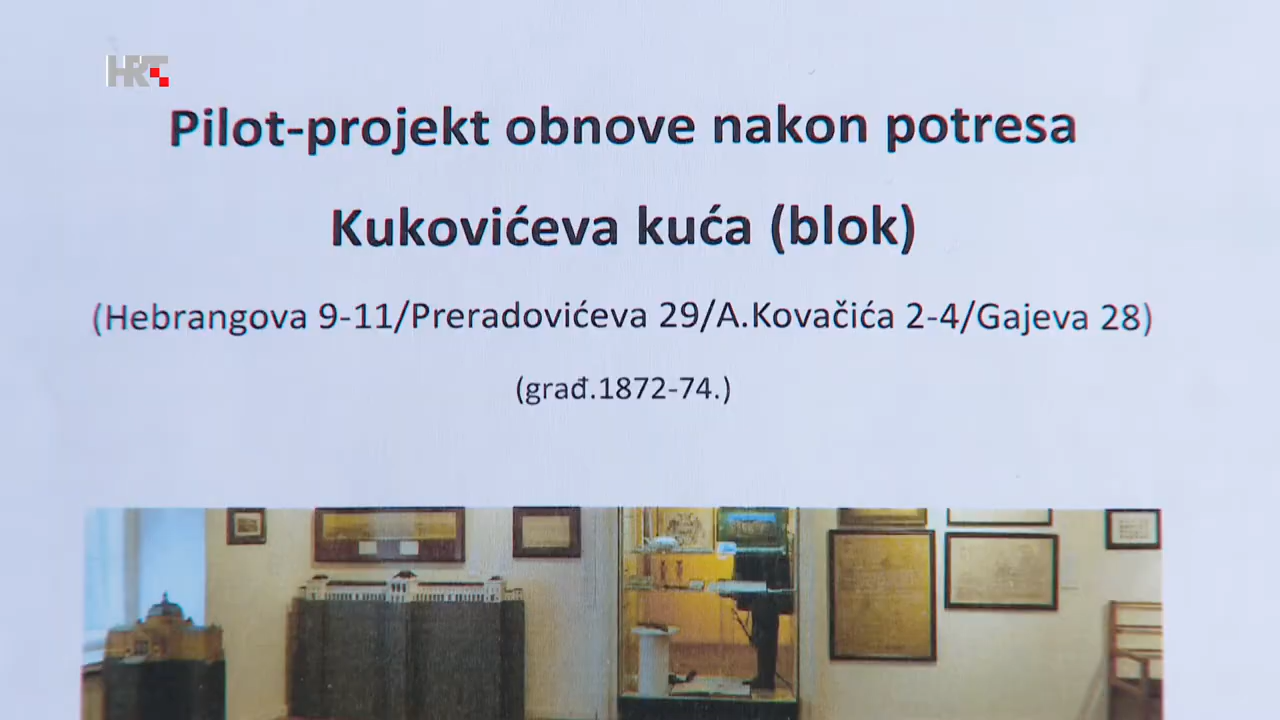 HRT
Pilot-projekt obnove nakon potresa
Kukovićeva kuća (blok)
(Hebrangova 9-11/Preradovićeva 29/A.Kovačića 2-4/Gajeva 28)
(građ.1872-74.)